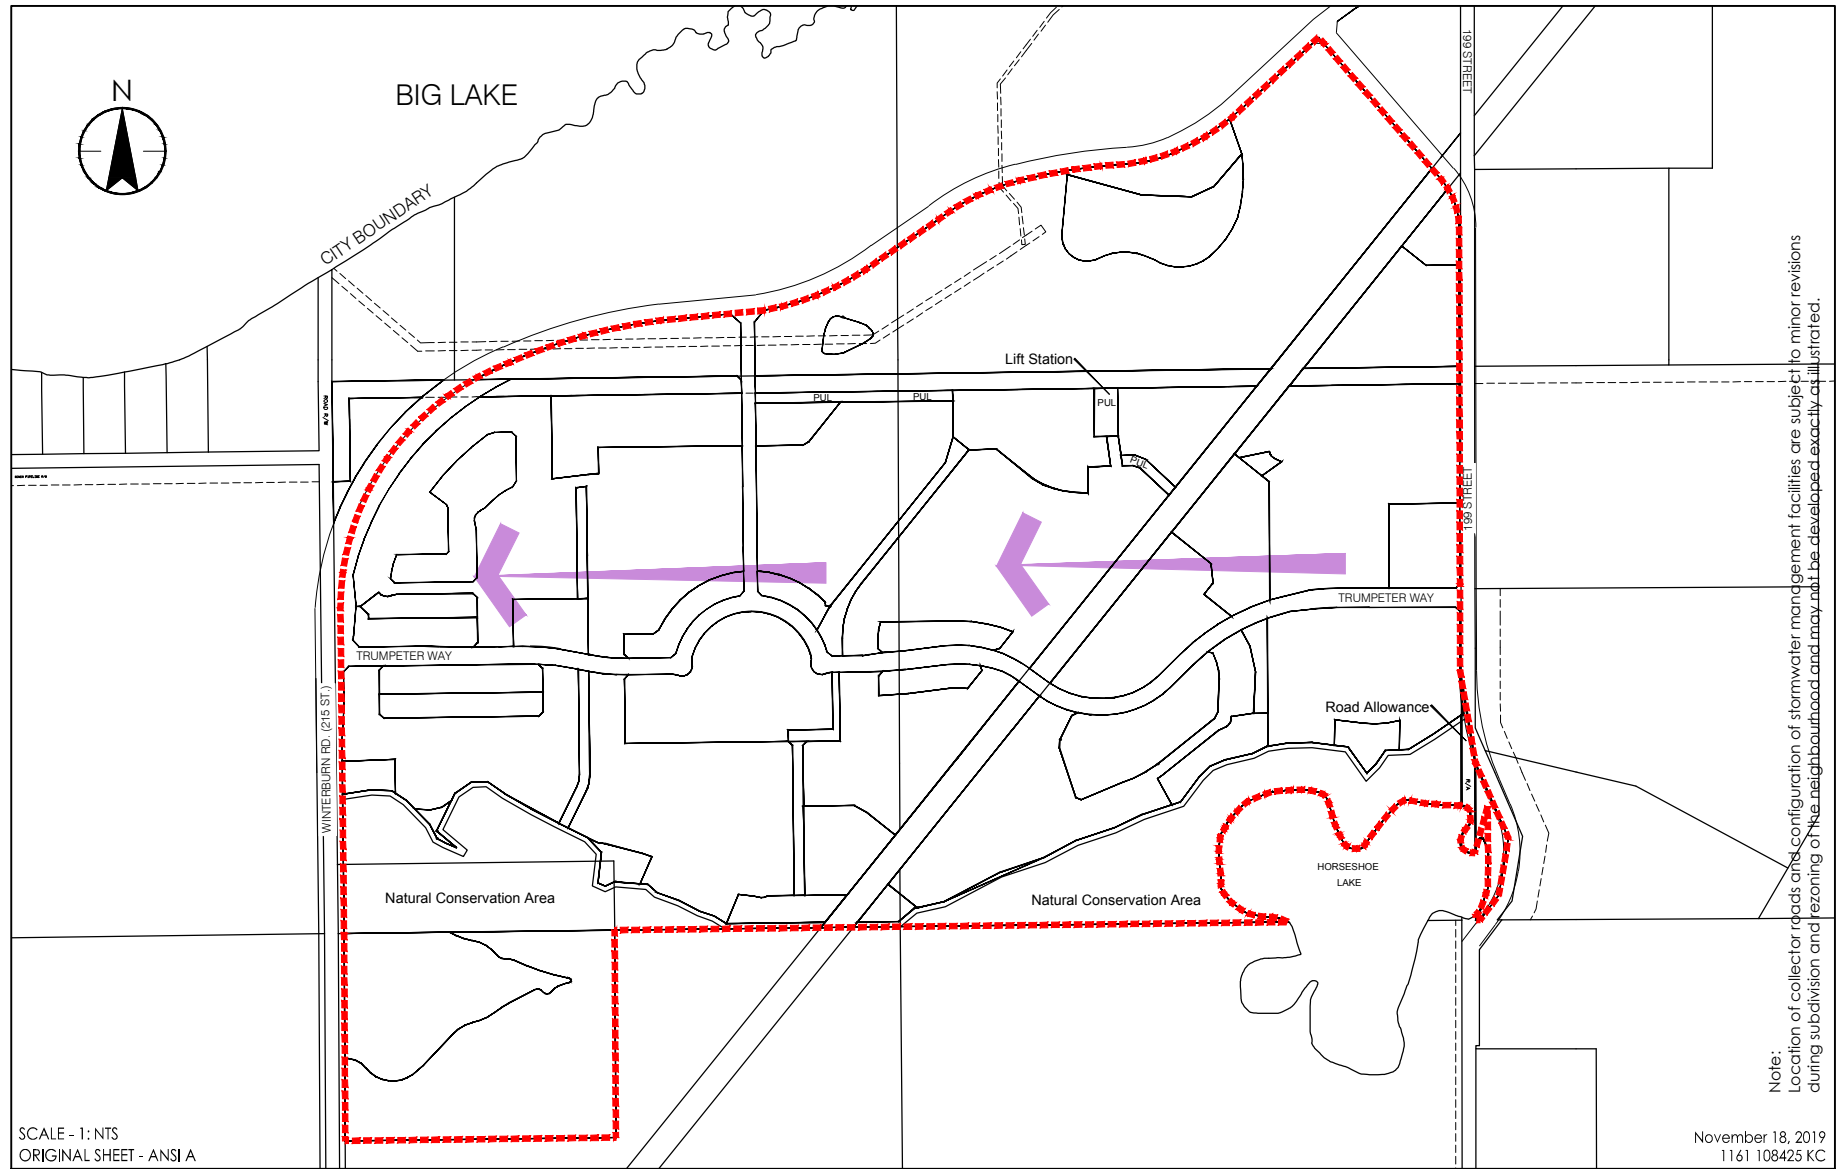 N
BIG LAKE
CITY BOUNDARY
199 STREET
Lift Station
PUL
PUL
PUL
PUL
ROAD R/W
199 STREET
TRUMPETER WAY
TRUMPETER WAY
WINTERBURN RD. (215 ST.)
Road Allowance
R/A
HORSESHOE
LAKE
Natural Conservation Area
Natural Conservation Area
Note:
Location of collector roads and configuration of stormwater management facilities are subject to minor revisions
during subdivision and rezoning of the neighbourhood and may not be developed exactly as illustrated.
SCALE - 1: NTS
ORIGINAL SHEET - ANSI A
November 18, 2019
1161 108425 KC